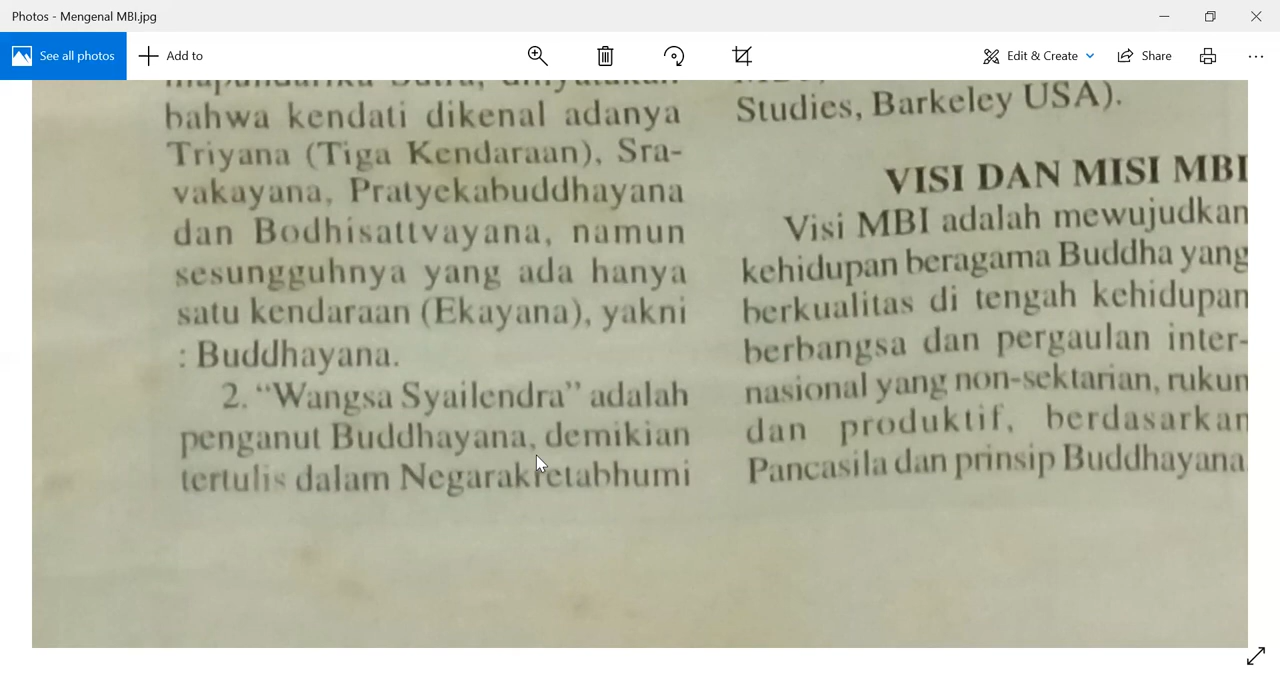 Photos - Mengenal MBI.jpg
See all photos
Add to
Edit & Create
Share
bahwa kendati dikenal adanya
Triyana (Tiga Kendaraan), Sra-
vakayana, Pratyekabuddhayana
dan Bodhisattvayana, namun
sesungguhnya yang ada hanya
satu kendaraan (Ekayana), yakni
: Buddhayana.
2. “Wangsa Syailendra” adalah
penganut Buddhayana, demikian
tertulis dalam Negarakretabhumi
Studies, Barkeley USA).
VISI DAN MISI MBI
Visi MBI adalah mewujudkan
kehidupan beragama Buddha yang
berkualitas di tengah kehidupan
berbangsa dan pergaulan inter-
nasional yang non-sektarian, rukun
dan produktif, berdasarkan
Pancasila dan prinsip Buddhayana